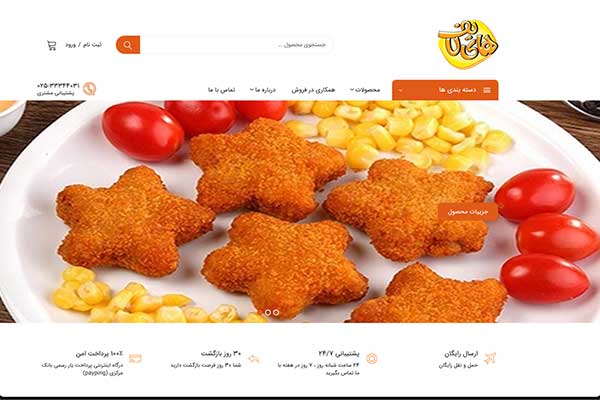 جستجوی محصول ...
ثبت نام / ورود
دسته بندی ها
محصولات
همکاری در فروش
درباره ما
تماس با ما
۰۲۵-۳۳۳۴۴۰۳۱
پشتیبانی مشتری
جزییات محصول
ارسال رایگان
حمل و نقل رایگان
پشتیبانی ۲۴/۷
۲۴ ساعت شبانه روز ، ۷ روز در هفته با
ما تماس بگیرید
۳۰ روز بازگشت
شما ۳۰ روز فرصت بازگشت دارید
۱۰۰٪ پرداخت امن
درگاه اینترنتی پرداخت یار رسمی بانک
مرکزی (payping)